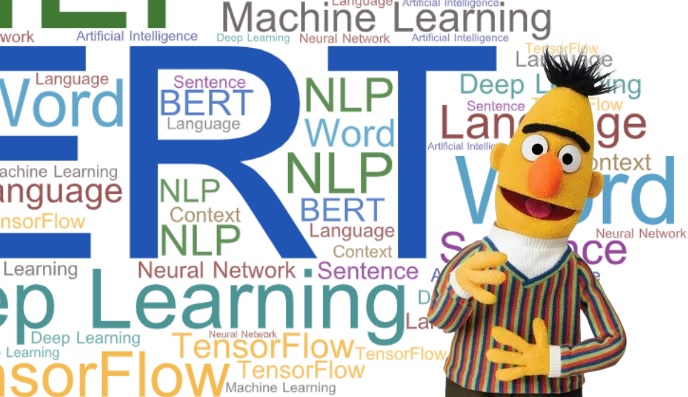 Language
Artificial Intelligence
Machine Learning
Artificial Intelligence
Deep Learning
Neural Network
Artificial Intelligence
TensorFlow
Language
Language
Word
Sentence
BERT
Language
NLP
Word
NLP
Deep Learning
Sentence
Language
Context
Word
ERT
Machine Learning
Language
TensorFlow
NLP
Context
NLP
BERT
Language
Context
Neural Network
Sentence
Learning
Neural Network
Sentence
Deep Learning
Deep Learning
Learning
Neural Network
TensorFlow
TensorFlow
TensorFlow
TensorFlow
Machine Learning